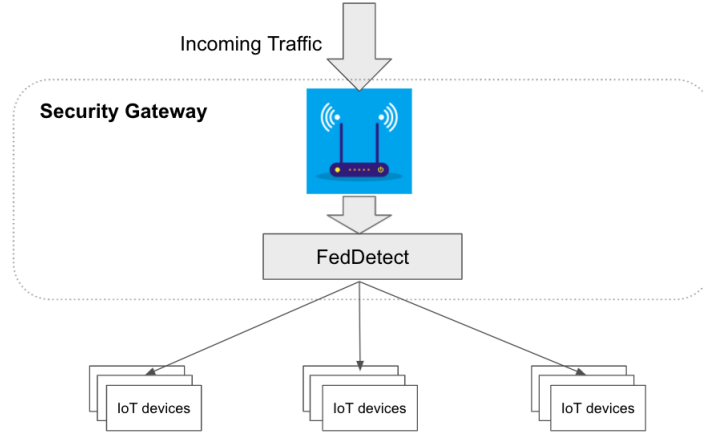 Incoming Traffic
Security Gateway
FedDetect
IoT devices
IoT devices
IoT devices